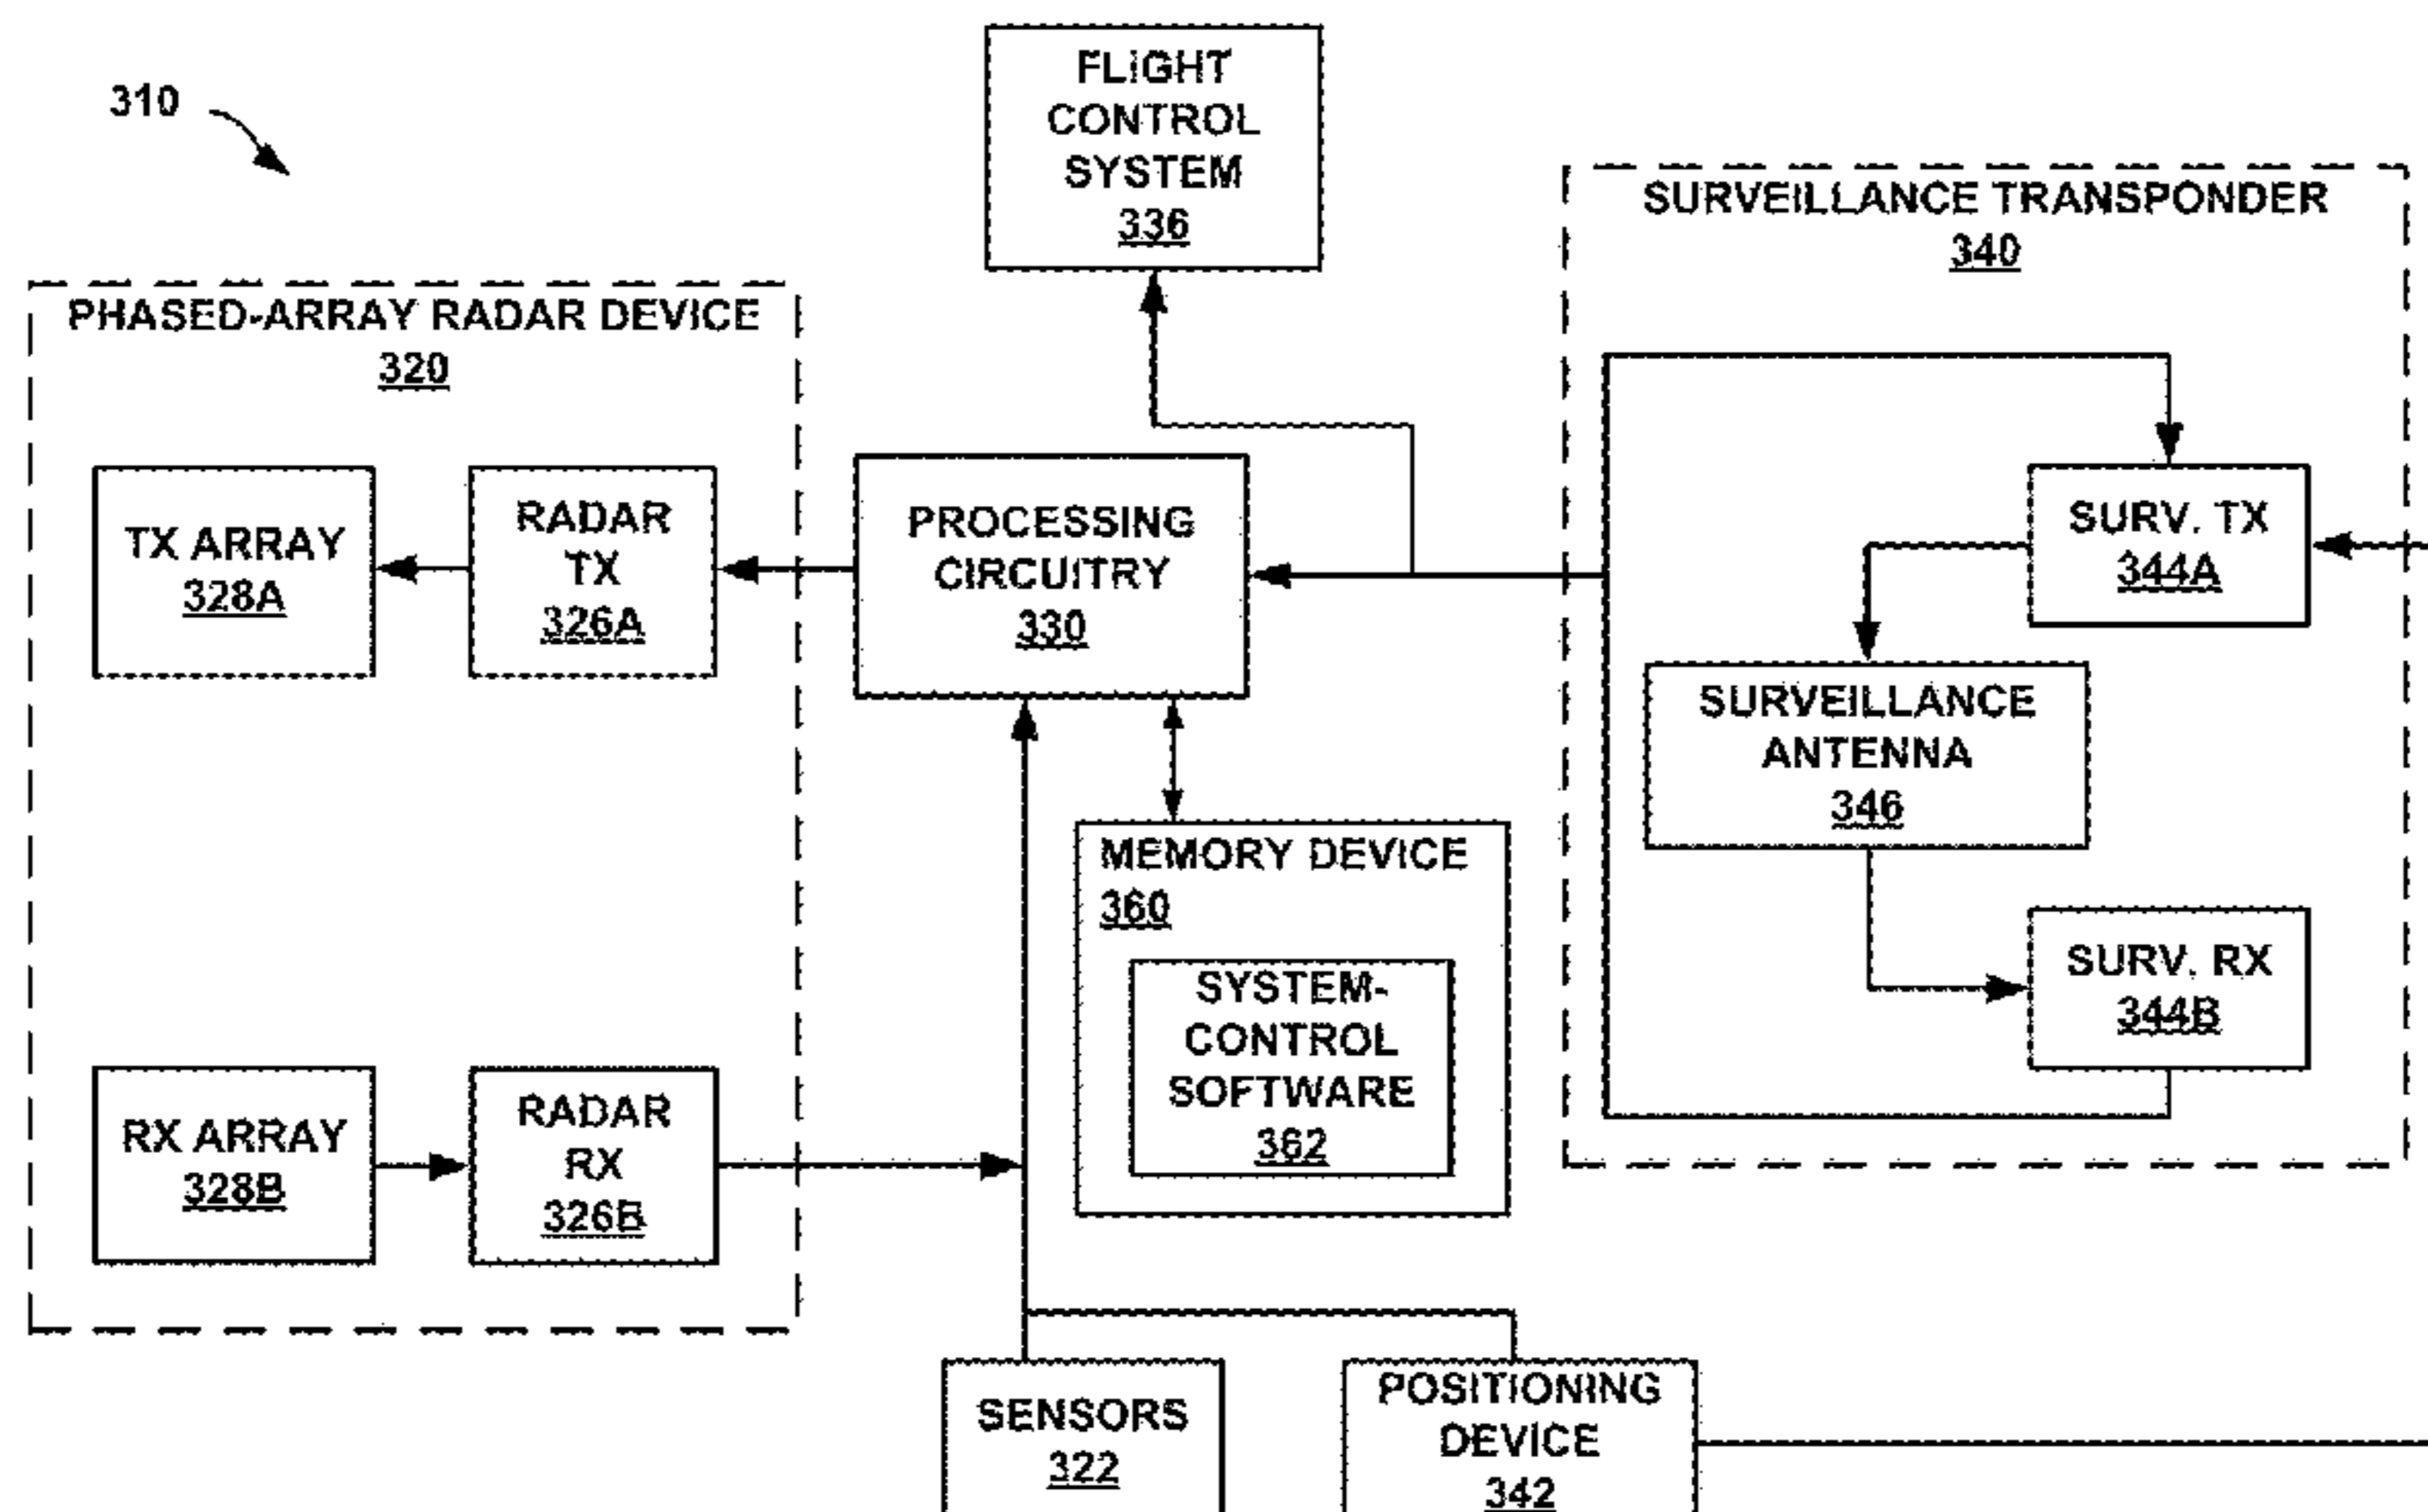 310
FLIGHT
CONTROL
SYSTEM
336
SURVEILLANCE TRANSPONDER
340
PHASED-ARRAY RADAR DEVICE
320
TX ARRAY
328A
RADAR
TX
326A
PROCESSING
CIRCUITRY
330
SURV. TX
344A
SURVEILLANCE
ANTENNA
346
MEMORY DEVICE
360
SYSTEM-
CONTROL
SOFTWARE
362
SURV. RX
344B
RX ARRAY
328B
RADAR
RX
326B
SENSORS
322
POSITIONING
DEVICE
342